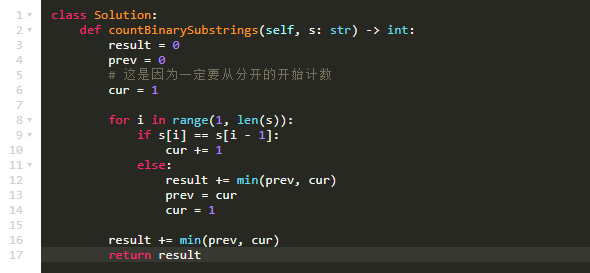 1 class Solution:
2     def countBinarySubstrings(self, s: str) -> int:
3         result = 0
4         prev = 0
5         # 这是因为一定要从分开的开始计数
6         cur = 1
7
8         for i in range(1, len(s)):
9             if s[i] == s[i - 1]:
10                 cur += 1
11             else:
12                 result += min(prev, cur)
13                 prev = cur
14                 cur = 1
15
16         result += min(prev, cur)
17         return result